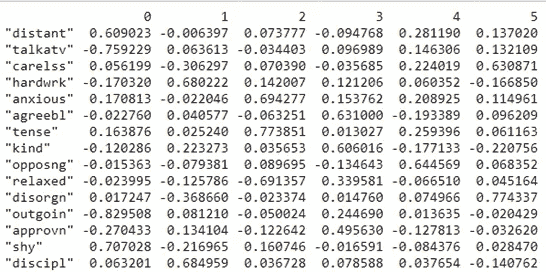 0 1 2 3 4 5
"distant" 0.609023 -0.006397 0.073777 -0.094768 0.281190 0.137020
"talkatv" -0.759229 0.063613 -0.034403 0.096989 0.146306 0.132109
"carelss" 0.056199 -0.306297 0.070390 -0.035685 0.224019 0.630871
"hardwrk" -0.170320 0.680222 0.142007 0.121206 0.060352 -0.166850
"anxious" 0.170813 -0.022046 0.694277 0.153762 0.208925 0.114961
"agreebl" -0.022760 0.040577 -0.063251 0.631000 -0.193389 0.096209
"tense" 0.163876 0.025240 0.773851 0.013027 0.259396 0.061163
"kind" -0.120286 0.223273 0.035653 0.606016 -0.177133 -0.220756
"opposng" -0.015363 -0.079381 0.089695 -0.134643 0.644569 0.068352
"relaxed" -0.023995 -0.125786 -0.691357 0.339581 -0.066510 0.045164
"disorgn" 0.017247 -0.368660 -0.023374 0.014760 0.074966 0.774337
"outgoin" -0.829508 0.081210 -0.050024 0.244690 0.013635 -0.020429
"approvn" -0.270433 0.134104 -0.122642 0.495630 -0.127813 -0.032620
"shy" 0.707028 -0.216965 0.160746 -0.016591 -0.084376 0.028470
"discipl" 0.063201 0.684959 0.036728 0.078588 0.037654 -0.140762